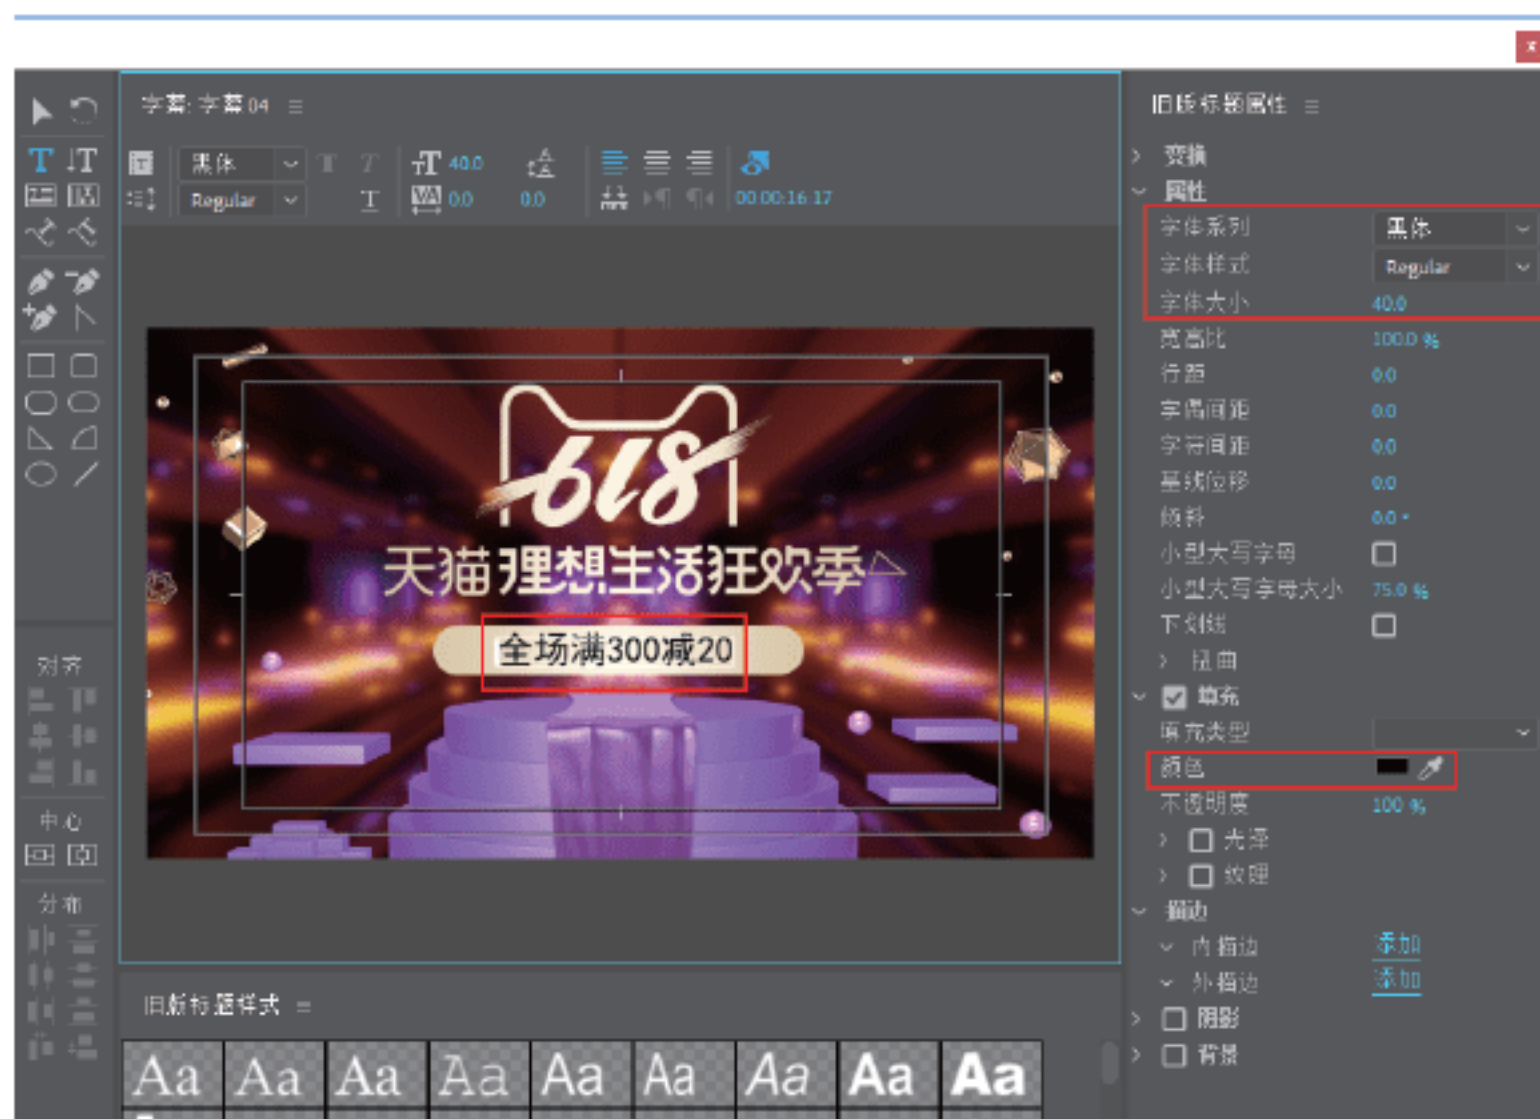 字幕: 字幕 04
黑体
40.0
Regular
0.0
0.0
00:00:16:17
618
天猫理想生活狂欢季
全场满300减20
对齐
中心
分布
旧版标题样式
Aa Aa Aa Aa Aa Aa Aa Aa Aa
旧版标题属性
变换
属性
字体系列 黑体
字体样式 Regular
字体大小 40.0
宽高比 100.0 %
行距 0.0
字偶间距 0.0
字符间距 0.0
基线位移 0.0
倾斜 0.0 °
小型大写字母
小型大写字母大小 75.0 %
下划线
扭曲
填充
填充类型
颜色
不透明度 100 %
光泽
纹理
描边
内描边 添加
外描边 添加
阴影
背景